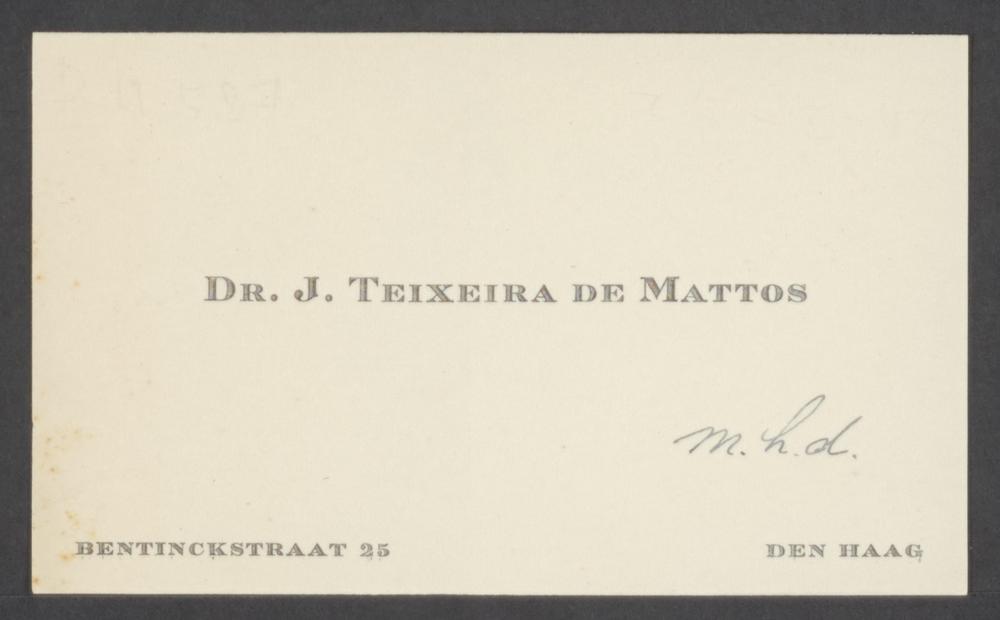 DR. J. TEIXEIRA DE MATTOS
m.h.d.
BENTINCKSTRAAT 25
DEN HAAG